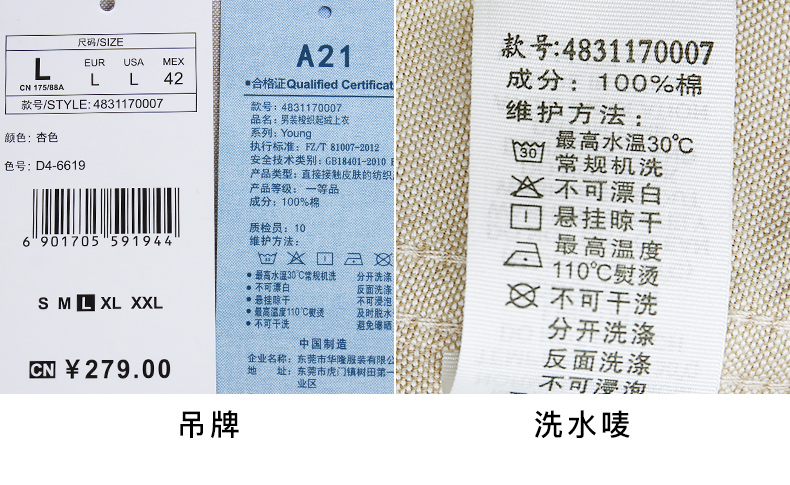 尺码/SIZE
L
CN 175/88A
EUR
L
USA
L
MEX
42
款号/STYLE: 4831170007
颜色: 杏色
色号: D4-6619
6 901705 591944
S M L XL XXL
CN ¥279.00
A21
合格证Qualified Certificat
款号: 4831170007
品名: 男装梭织起绒上衣
系列: Young
执行标准: FZ/T 81007-2012
安全技术类别: GB18401-2010
产品类型: 直接接触皮肤的纺织
产品等级: 一等品
成分: 100%棉
质检员: 10
维护方法:
30
•最高水温30℃常规机洗 分开洗涤
•不可漂白 反面洗涤
•悬挂晾干 不可浸泡
•最高温度110℃熨烫 及时脱水
•不可干洗 避免曝晒
中国制造
企业名称: 东莞市华隆服装有限公
地 址: 东莞市虎门镇树田第一
业区
款号:4831170007
成分: 100%棉
维护方法:
30
最高水温30℃
常规机洗
不可漂白
悬挂晾干
最高温度
110℃熨烫
不可干洗
分开洗涤
反面洗涤
不可浸泡
吊牌
洗水唛